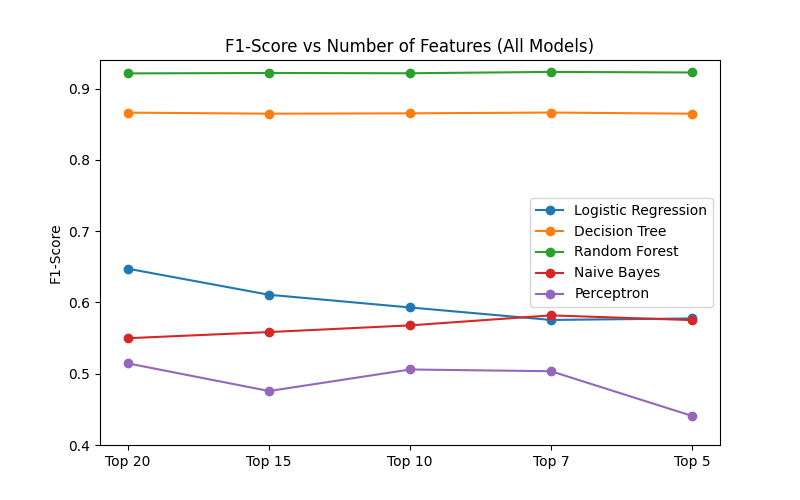 F1-Score vs Number of Features (All Models)
F1-Score
0.9
0.8
0.7
0.6
0.5
0.4
Logistic Regression
Decision Tree
Random Forest
Naive Bayes
Perceptron
Top 20 Top 15 Top 10 Top 7 Top 5